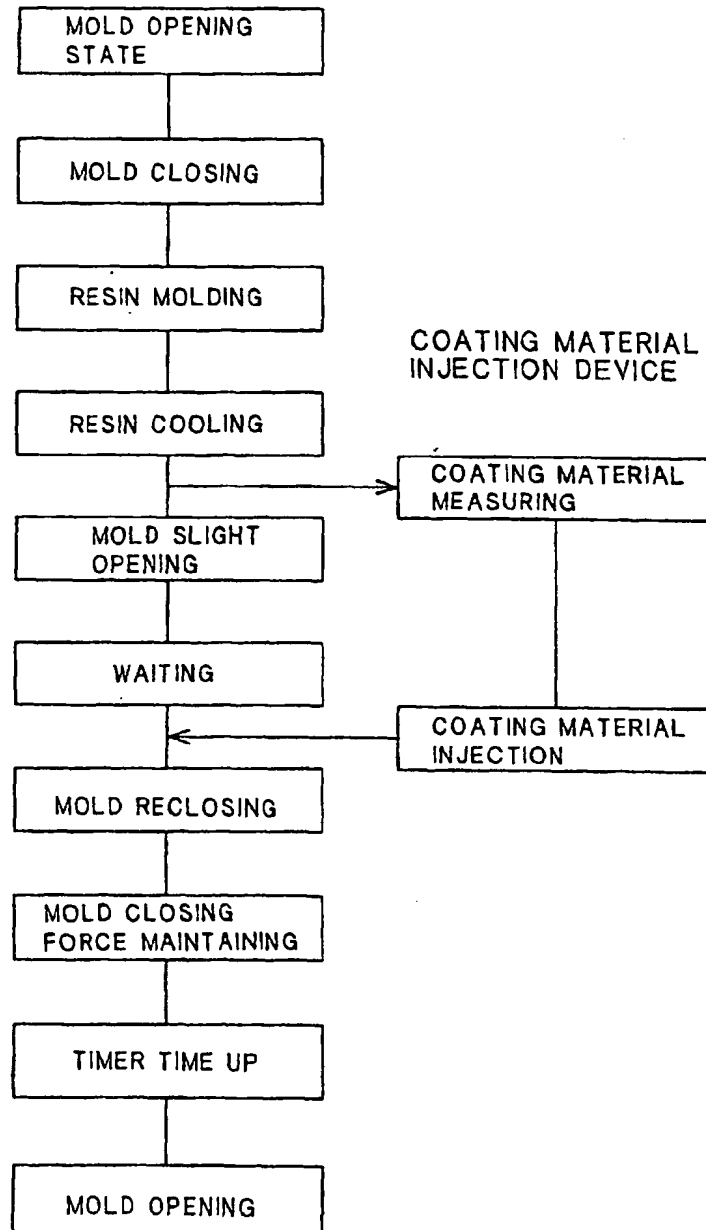 MOLD OPENING
STATE
MOLD CLOSING
RESIN MOLDING
RESIN COOLING
MOLD SLIGHT
OPENING
WAITING
MOLD RECLOSING
MOLD CLOSING
FORCE MAINTAINING
TIMER TIME UP
MOLD OPENING
COATING MATERIAL
INJECTION DEVICE
COATING MATERIAL
MEASURING
COATING MATERIAL
INJECTION